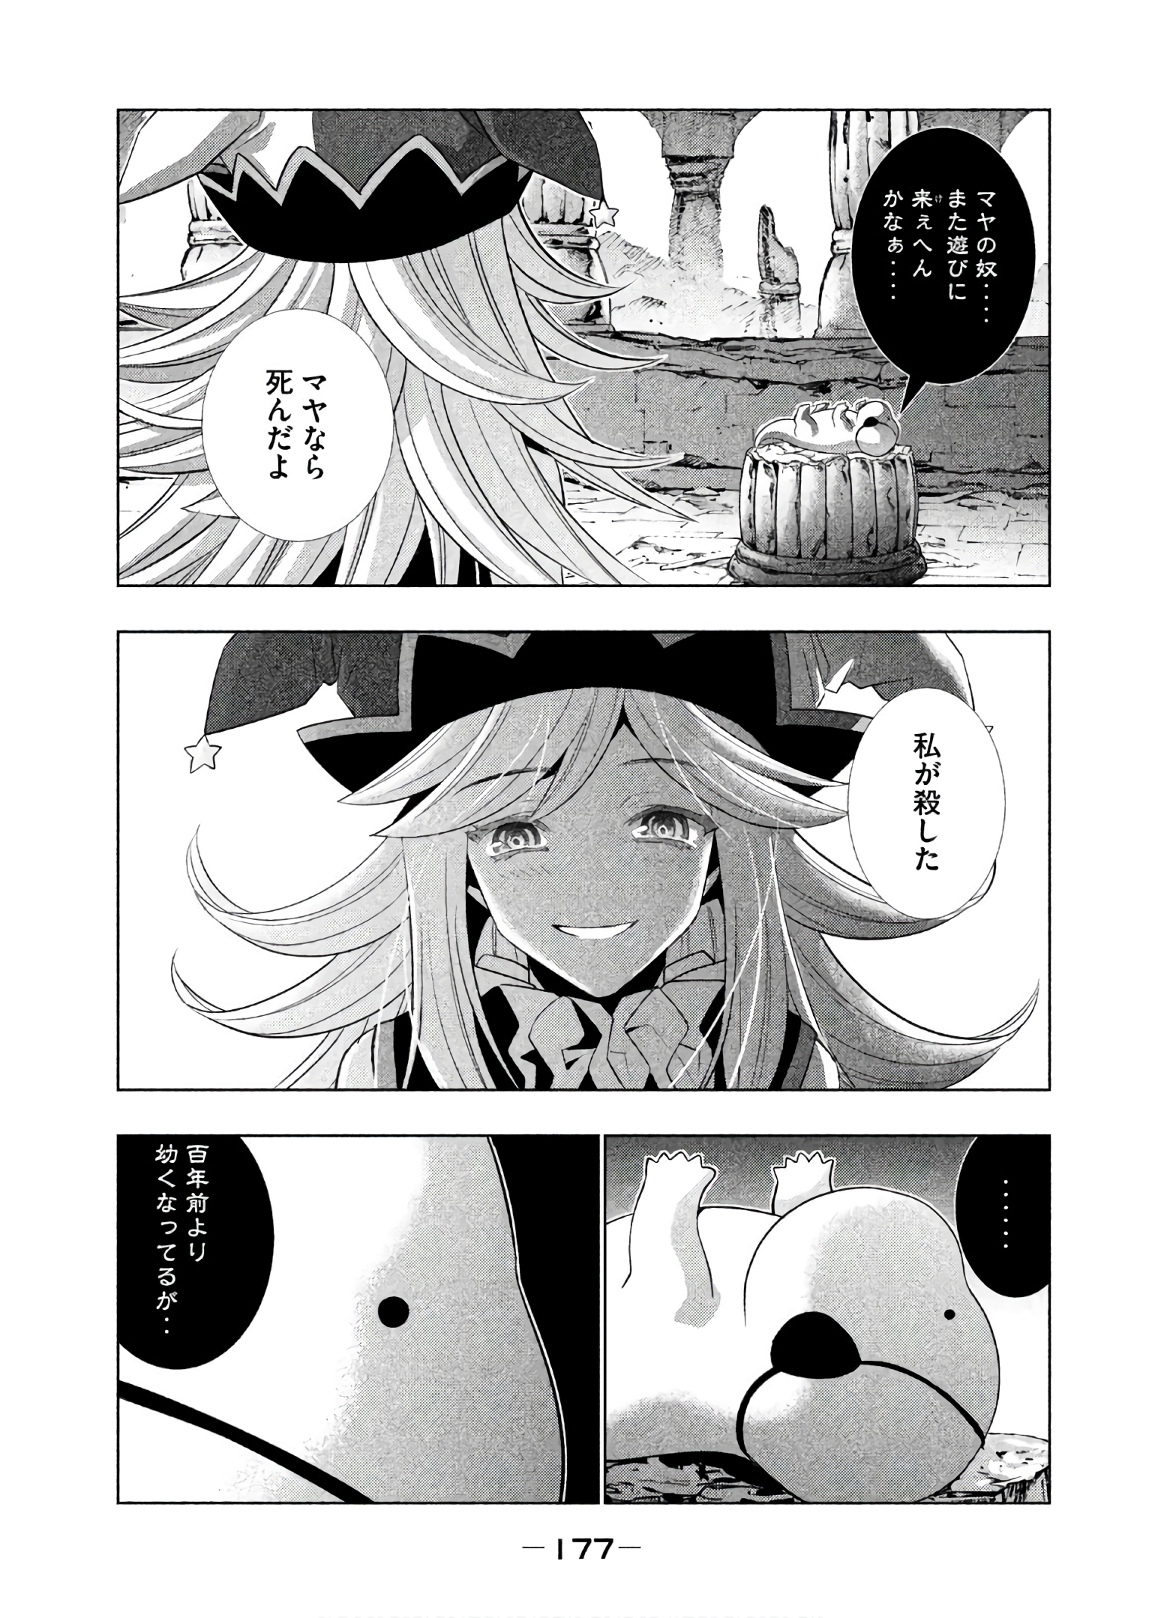 マヤの奴‥‥
また遊びに
来ぇへん
け
かなぁ‥‥
マヤなら
死んだよ
私が殺した
‥‥‥
百年前より
幼くなってるが‥
—177—